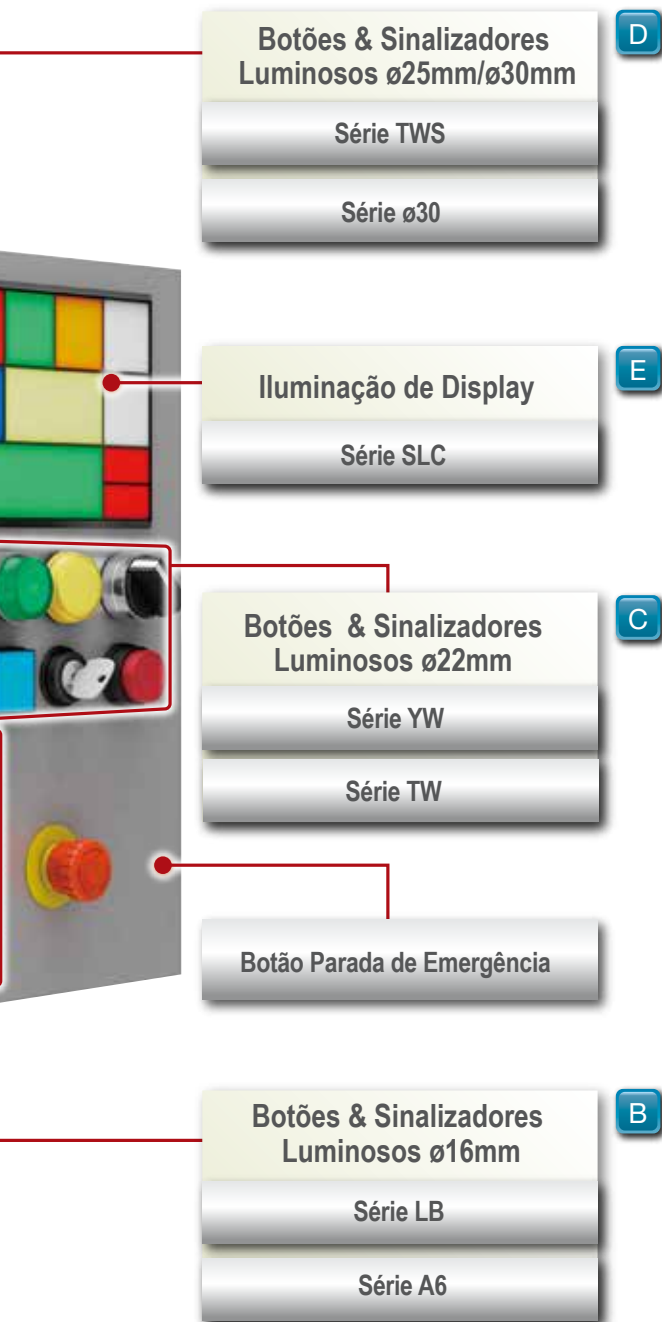 Botões & Sinalizadores
Luminosos ø25mm/ø30mm
D
Série TWS
Série ø30
Iluminação de Display
E
Série SLC
Botões & Sinalizadores
Luminosos ø22mm
C
Série YW
Série TW
Botão Parada de Emergência
Botões & Sinalizadores
Luminosos ø16mm
B
Série LB
Série A6